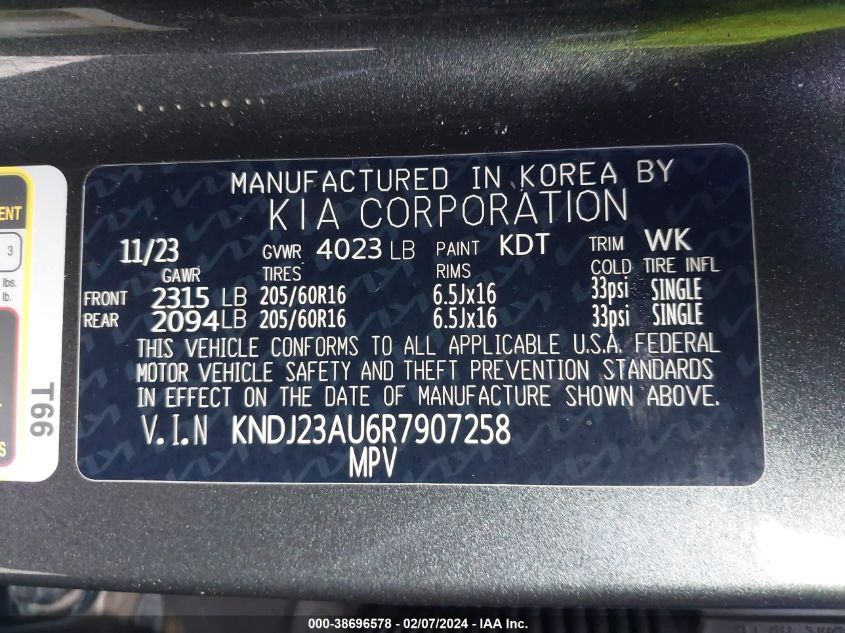 MANUFACTURED IN KOREA BY
KIA CORPORATION
11/23 GVWR 4023 LB PAINT KDT TRIM WK
GAWR TIRES RIMS COLD TIRE INFL
FRONT 2315 LB 205/60R16 6.5Jx16 33psi SINGLE
REAR 2094 LB 205/60R16 6.5Jx16 33psi SINGLE
THIS VEHICLE CONFORMS TO ALL APPLICABLE U.S.A. FEDERAL
MOTOR VEHICLE SAFETY AND THEFT PREVENTION STANDARDS
IN EFFECT ON THE DATE OF MANUFACTURE SHOWN ABOVE.
V.I.N KNDJ23AU6R7907258
MPV
3
lbs.
lb.
T66
000-38696578 - 02/07/2024 - IAA Inc.